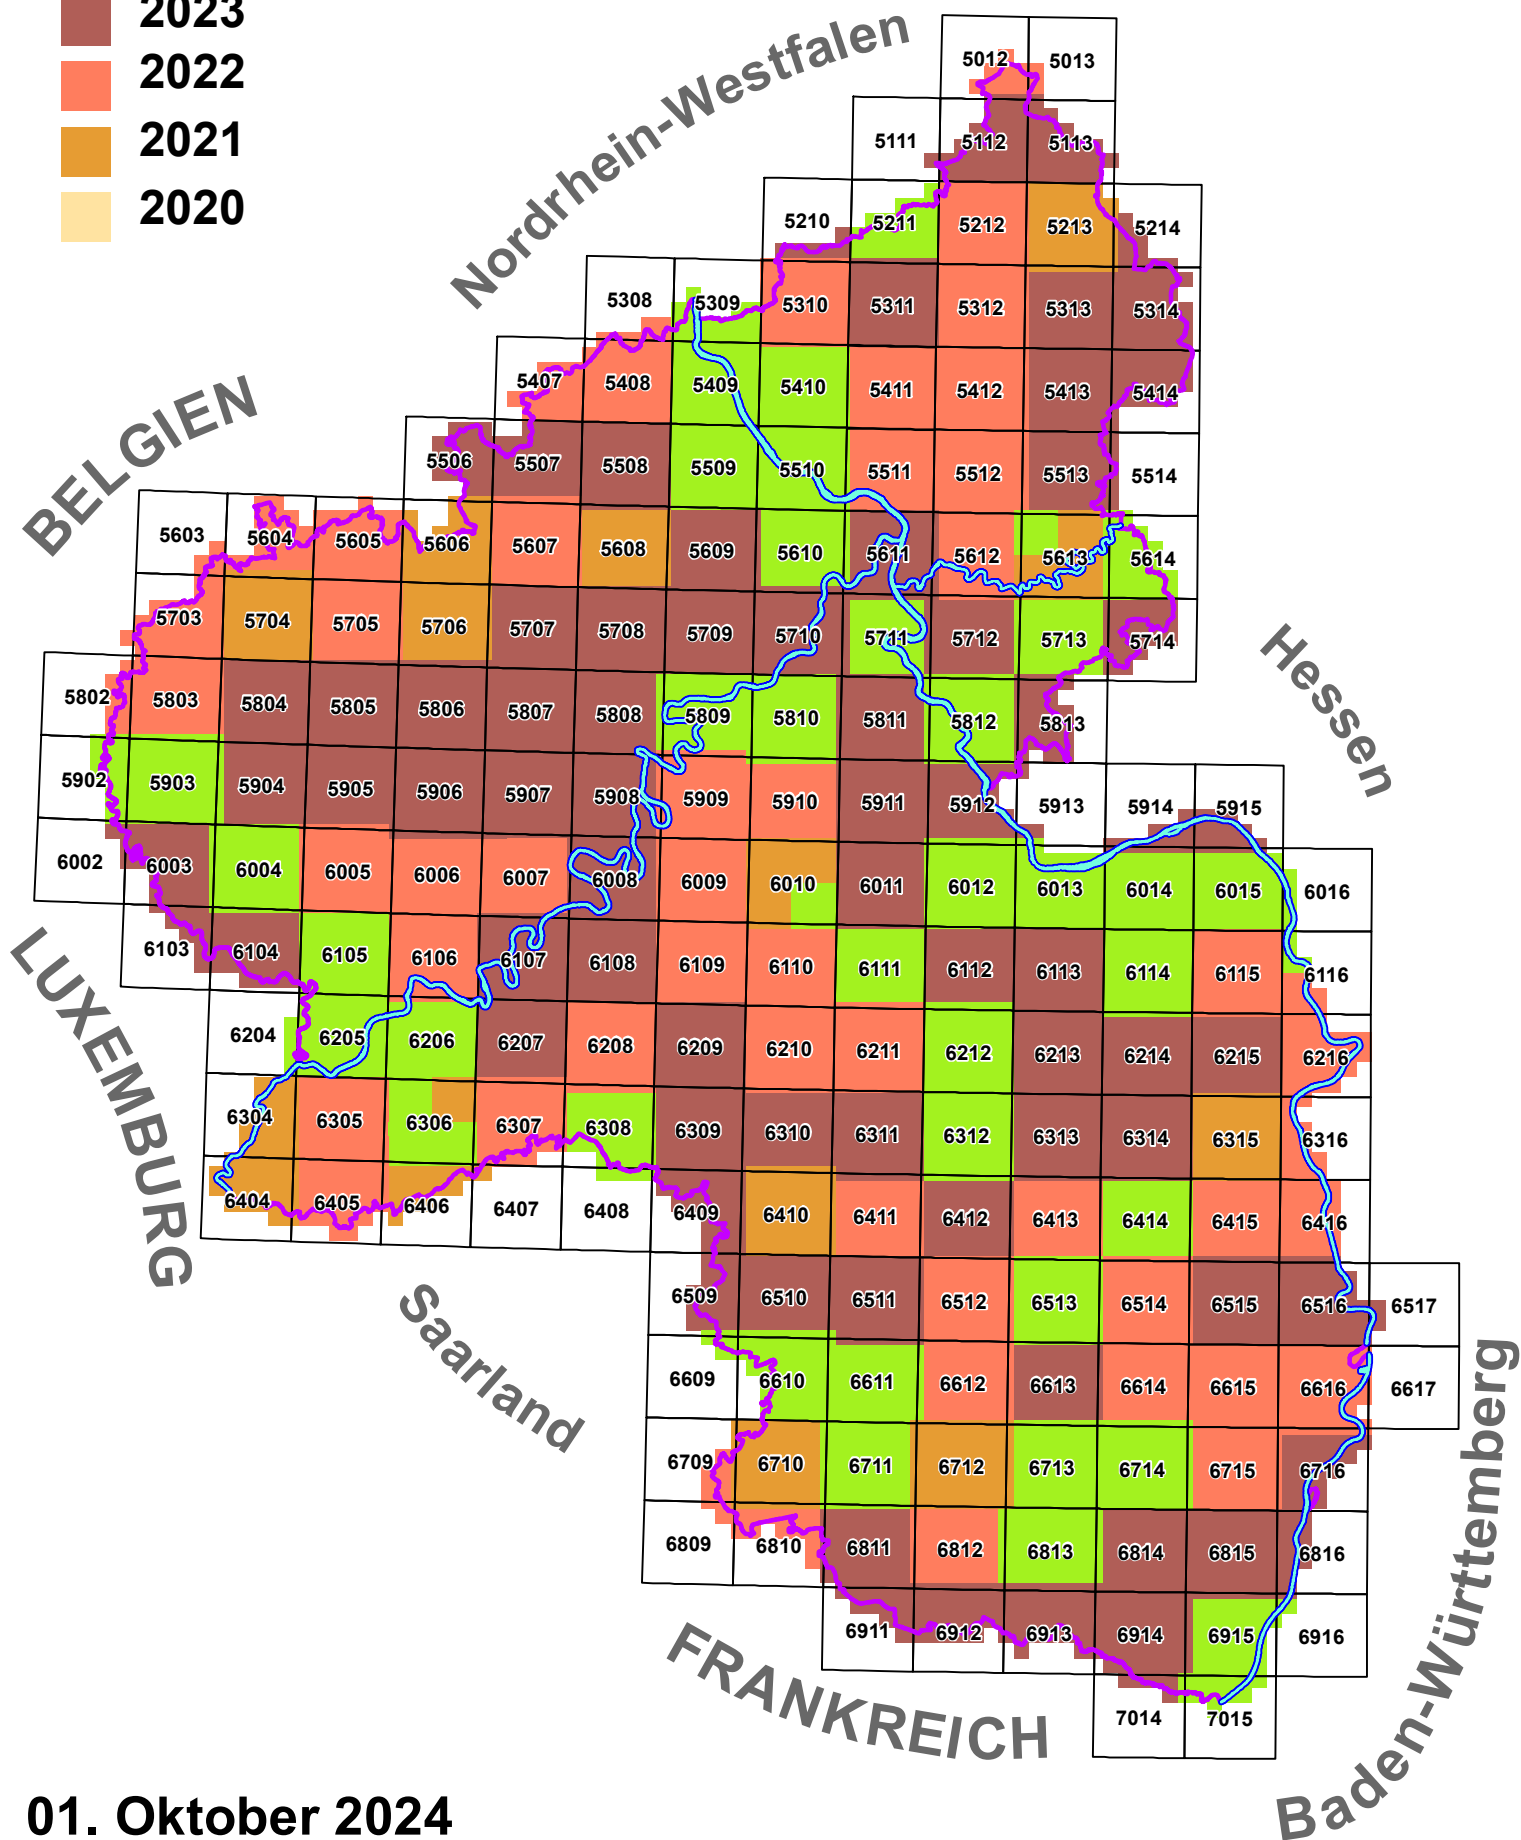 2023
2022
2021
2020
Nordrhein-Westfalen
BELGIEN
LUXEMBURG
Saarland
FRANKREICH
Baden-Württemberg
Hessen
5012 5013
5111 5112 5113
5210 5211 5212 5213 5214
5308 5309 5310 5311 5312 5313 5314
5407 5408 5409 5410 5411 5412 5413 5414
5506 5507 5508 5509 5510 5511 5512 5513 5514
5603 5604 5605 5606 5607 5608 5609 5610 5611 5612 5613 5614
5703 5704 5705 5706 5707 5708 5709 5710 5711 5712 5713 5714
5802 5803 5804 5805 5806 5807 5808 5809 5810 5811 5812 5813
5902 5903 5904 5905 5906 5907 5908 5909 5910 5911 5912 5913 5914 5915
6002 6003 6004 6005 6006 6007 6008 6009 6010 6011 6012 6013 6014 6015 6016
6103 6104 6105 6106 6107 6108 6109 6110 6111 6112 6113 6114 6115 6116
6204 6205 6206 6207 6208 6209 6210 6211 6212 6213 6214 6215 6216
6304 6305 6306 6307 6308 6309 6310 6311 6312 6313 6314 6315 6316
6404 6405 6406 6407 6408 6409 6410 6411 6412 6413 6414 6415 6416
6509 6510 6511 6512 6513 6514 6515 6516 6517
6609 6610 6611 6612 6613 6614 6615 6616 6617
6709 6710 6711 6712 6713 6714 6715 6716
6809 6810 6811 6812 6813 6814 6815 6816
6911 6912 6913 6914 6915 6916
7014 7015
01. Oktober 2024